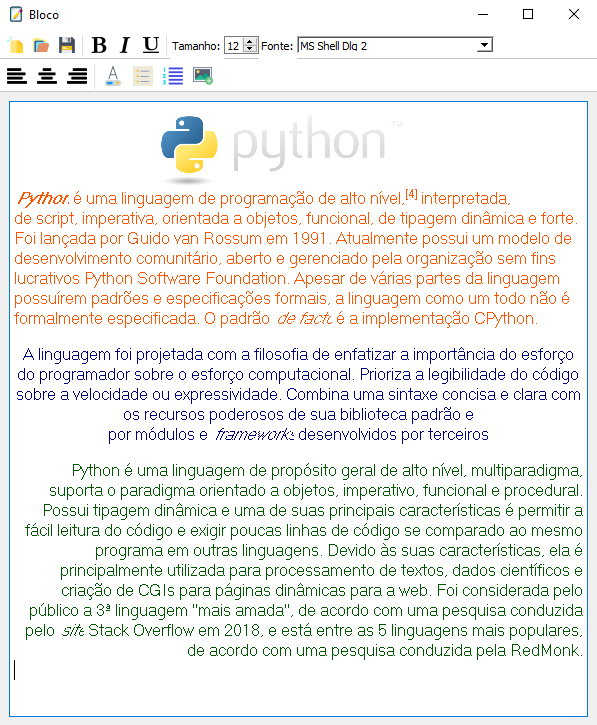 Bloco
B I U Tamanho: 12 Fonte: MS Shell Dlg 2
A
python™
Python é uma linguagem de programação de alto nível,[4] interpretada,
de script, imperativa, orientada a objetos, funcional, de tipagem dinâmica e forte.
Foi lançada por Guido van Rossum em 1991. Atualmente possui um modelo de
desenvolvimento comunitário, aberto e gerenciado pela organização sem fins
lucrativos Python Software Foundation. Apesar de várias partes da linguagem
possuírem padrões e especificações formais, a linguagem como um todo não é
formalmente especificada. O padrão de facto é a implementação CPython.
A linguagem foi projetada com a filosofia de enfatizar a importância do esforço
do programador sobre o esforço computacional. Prioriza a legibilidade do código
sobre a velocidade ou expressividade. Combina uma sintaxe concisa e clara com
os recursos poderosos de sua biblioteca padrão e
por módulos e frameworks desenvolvidos por terceiros
Python é uma linguagem de propósito geral de alto nível, multiparadigma,
suporta o paradigma orientado a objetos, imperativo, funcional e procedural.
Possui tipagem dinâmica e uma de suas principais características é permitir a
fácil leitura do código e exigir poucas linhas de código se comparado ao mesmo
programa em outras linguagens. Devido às suas características, ela é
principalmente utilizada para processamento de textos, dados científicos e
criação de CGIs para páginas dinâmicas para a web. Foi considerada pelo
público a 3ª linguagem "mais amada", de acordo com uma pesquisa conduzida
pelo site Stack Overflow em 2018, e está entre as 5 linguagens mais populares,
de acordo com uma pesquisa conduzida pela RedMonk.